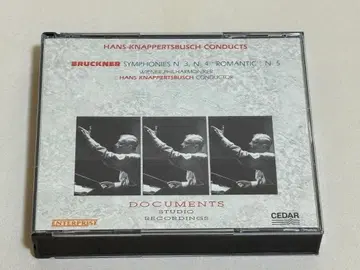 HANS KNAPPERTSBUSCH CONDUCTS
BRUCKNER SYMPHONIES N. 3, N. 4 "ROMANTIC", N. 5
WIENER PHILHARMONIKER
HANS KNAPPERTSBUSCH CONDUCTOR
DOCUMENTS
STUDIO
RECORDINGS
ENTERPRISE
CEDAR